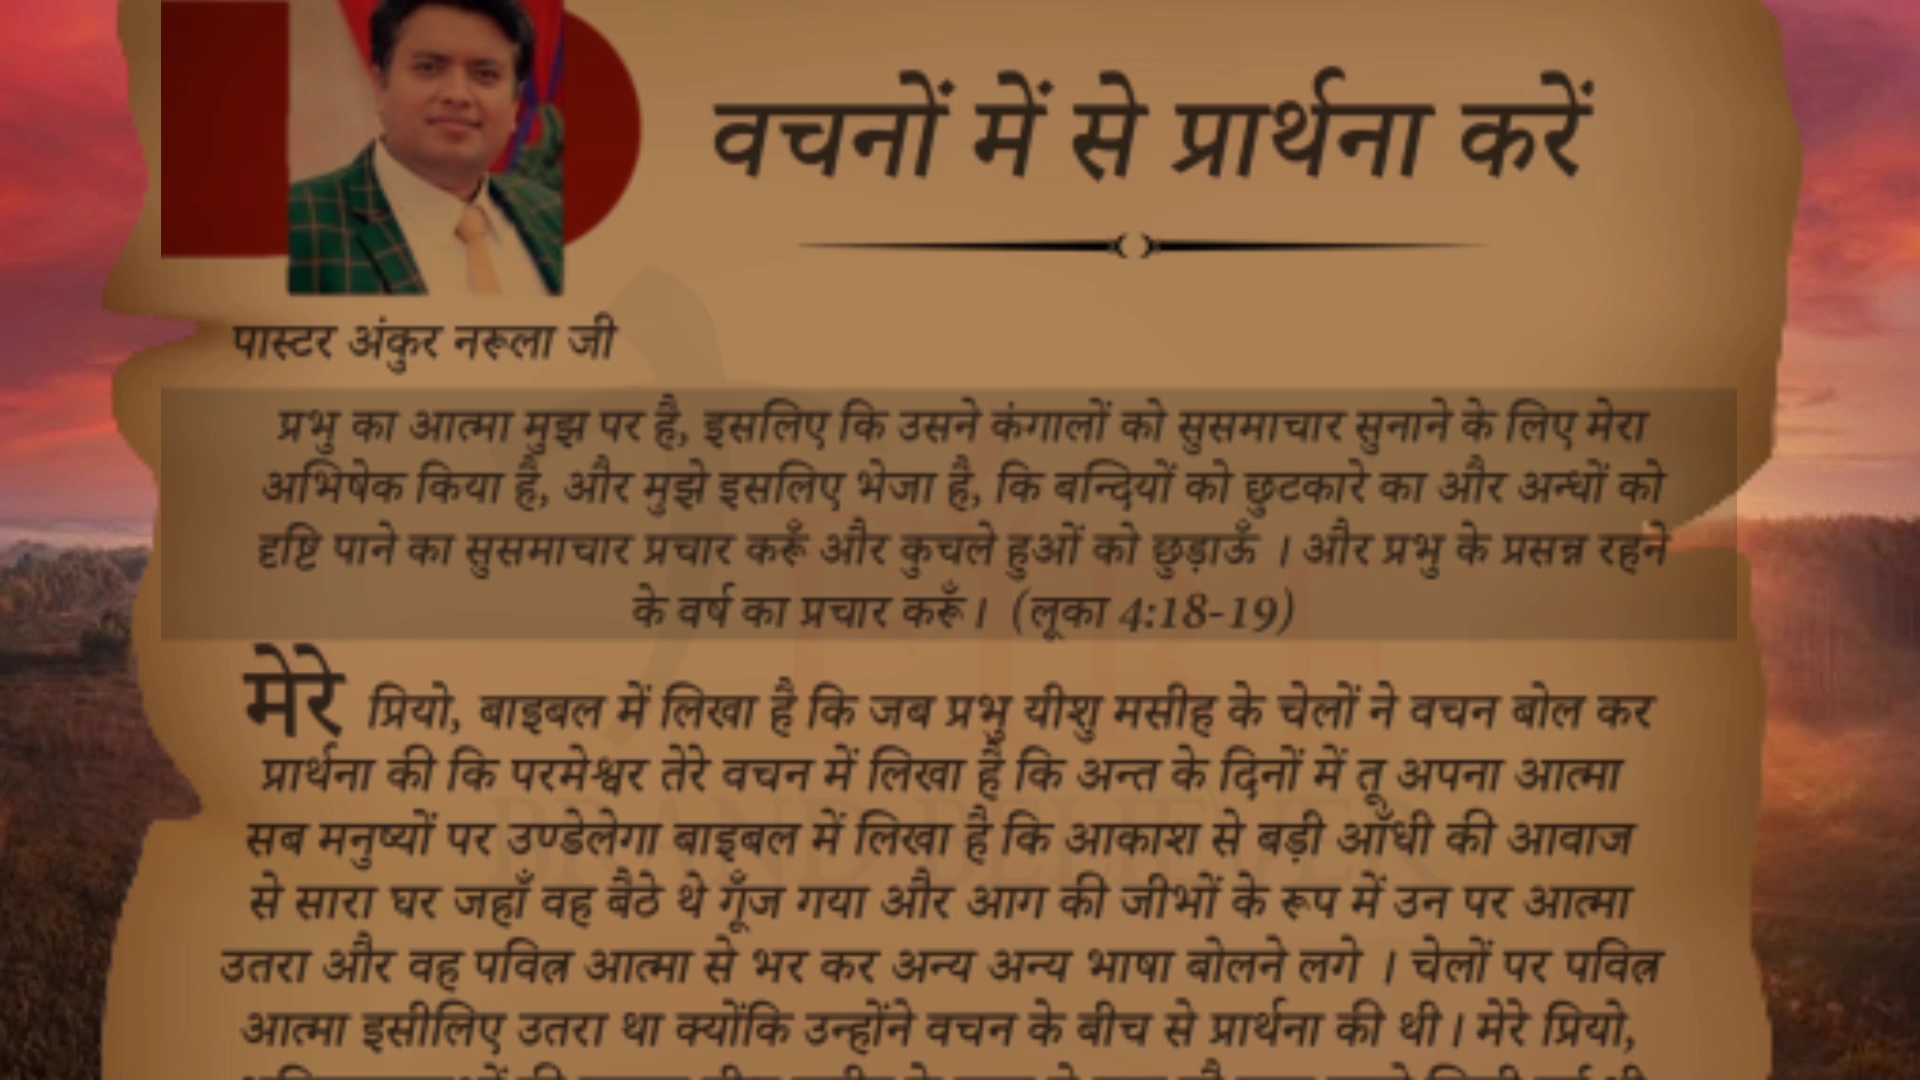 वचनों में से प्रार्थना करें
पास्टर अंकुर नरूला जी
प्रभु का आत्मा मुझ पर है, इसलिए कि उसने कंगालों को सुसमाचार सुनाने के लिए मेरा
अभिषेक किया है, और मुझे इसलिए भेजा है, कि बन्दियों को छुटकारे का और अन्धों को
दृष्टि पाने का सुसमाचार प्रचार करूँ और कुचले हुओं को छुड़ाऊँ । और प्रभु के प्रसन्न रहने
के वर्ष का प्रचार करूँ। (लूका 4:18-19)
मेरे प्रियो, बाइबल में लिखा है कि जब प्रभु यीशु मसीह के चेलों ने वचन बोल कर
प्रार्थना की कि परमेश्वर तेरे वचन में लिखा है कि अन्त के दिनों में तू अपना आत्मा
सब मनुष्यों पर उण्डेलेगा बाइबल में लिखा है कि आकाश से बड़ी आँधी की आवाज
से सारा घर जहाँ वह बैठे थे गूँज गया और आग की जीभों के रूप में उन पर आत्मा
उतरा और वह पवित्र आत्मा से भर कर अन्य अन्य भाषा बोलने लगे । चेलों पर पवित्र
आत्मा इसीलिए उतरा था क्योंकि उन्होंने वचन के बीच से प्रार्थना की थी। मेरे प्रियो,
FIRE
BRAND BELIEVER